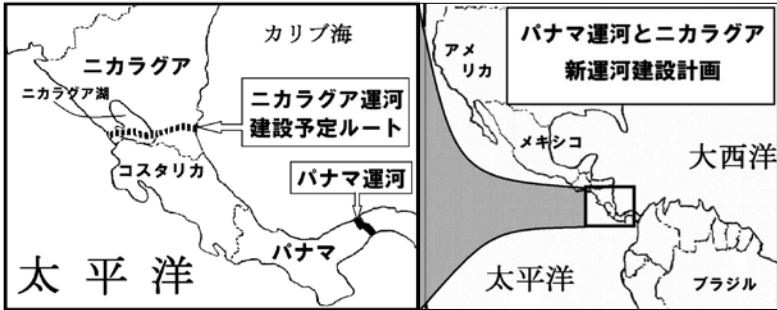 カリブ海
ニカラグア
ニカラグア湖
ニカラグア運河
建設予定ルート
コスタリカ
パナマ運河
パナマ
太平洋
パナマ運河とニカラグア
新運河建設計画
アメ
リカ
メキシコ
大西洋
太平洋
ブラジル